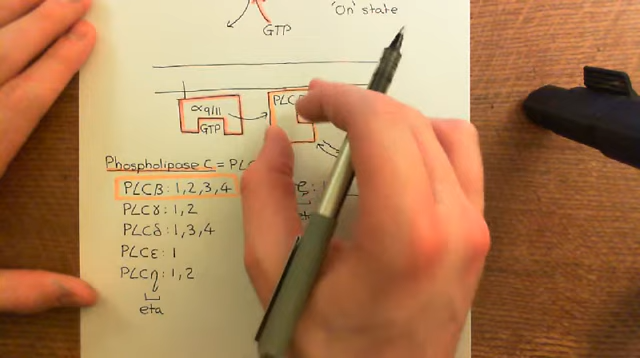 'On' state
GTP
αq/11
GTP
PLCβ
Phospholipase C = PLC
PLCβ: 1,2,3,4
PLCγ: 1,2
PLCδ: 1,3,4
PLCε: 1
PLCη: 1,2
eta